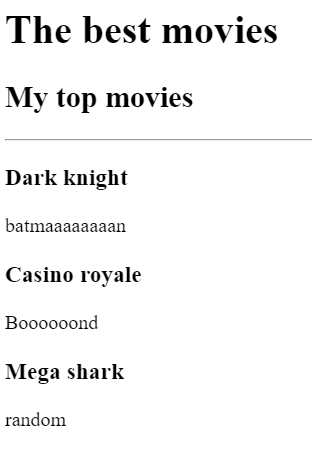 The best movies
My top movies
Dark knight
batmaaaaaaaan
Casino royale
Boooooond
Mega shark
random